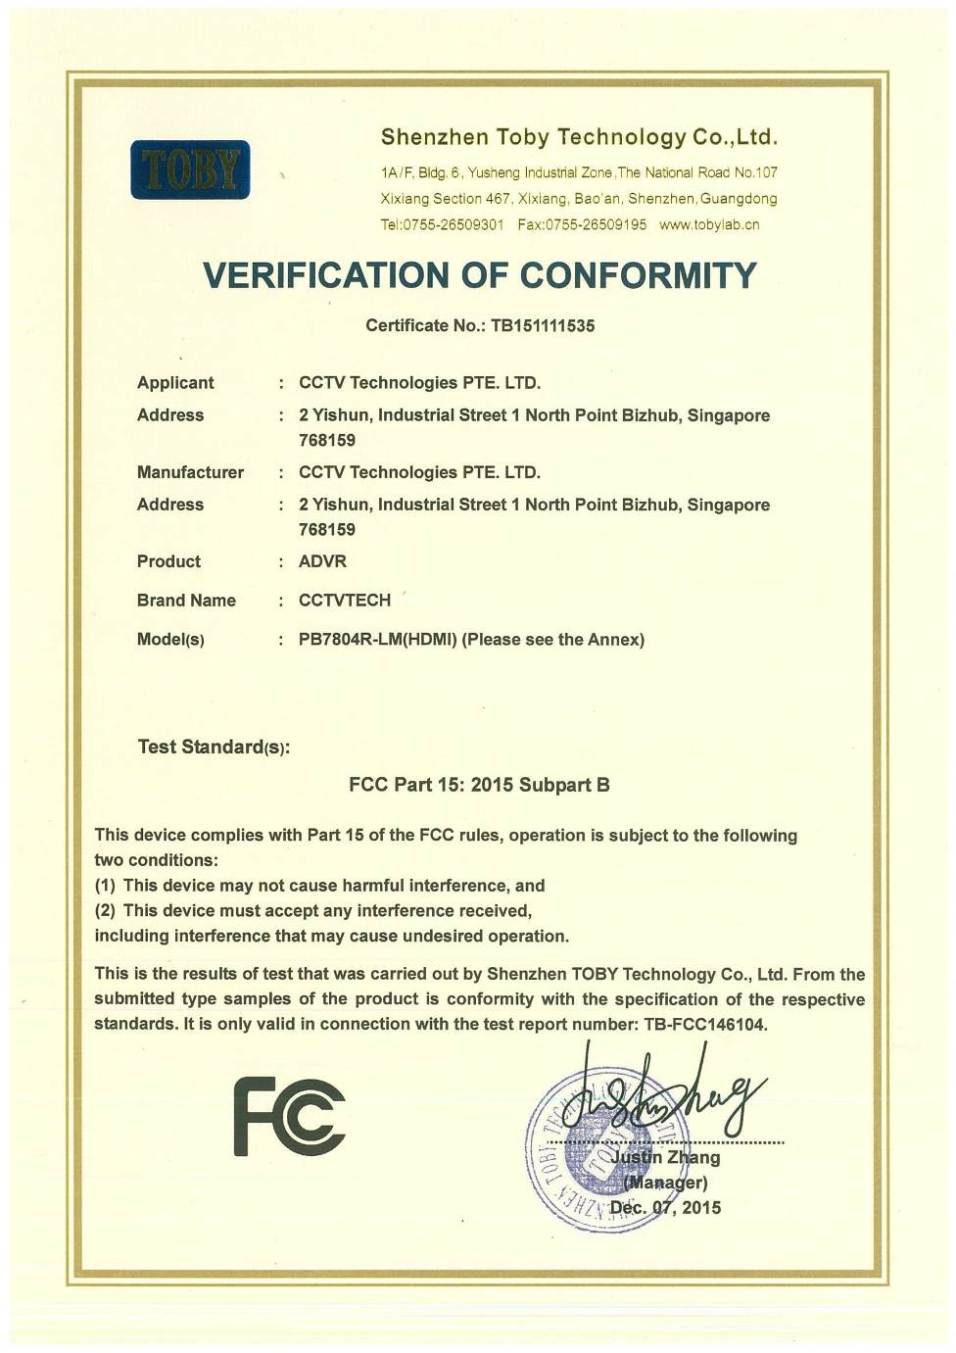 TOBY
Shenzhen Toby Technology Co.,Ltd.
1A/F, Bldg. 6, Yusheng Industrial Zone,The National Road No.107
Xixiang Section 467, Xixiang, Bao'an, Shenzhen,Guangdong
Tel:0755-26509301 Fax:0755-26509195 www.tobylab.cn
VERIFICATION OF CONFORMITY
Certificate No.: TB151111535
Applicant : CCTV Technologies PTE. LTD.
Address : 2 Yishun, Industrial Street 1 North Point Bizhub, Singapore
768159
Manufacturer : CCTV Technologies PTE. LTD.
Address : 2 Yishun, Industrial Street 1 North Point Bizhub, Singapore
768159
Product : ADVR
Brand Name : CCTVTECH
Model(s) : PB7804R-LM(HDMI) (Please see the Annex)
Test Standard(s):
FCC Part 15: 2015 Subpart B
This device complies with Part 15 of the FCC rules, operation is subject to the following
two conditions:
(1) This device may not cause harmful interference, and
(2) This device must accept any interference received,
including interference that may cause undesired operation.
This is the results of test that was carried out by Shenzhen TOBY Technology Co., Ltd. From the
submitted type samples of the product is conformity with the specification of the respective
standards. It is only valid in connection with the test report number: TB-FCC146104.
FC
SHENZHEN TOBY TECHNOLOGY CO.,LTD.
TOBY
Justin Zhang
(Manager)
Dec. 07, 2015